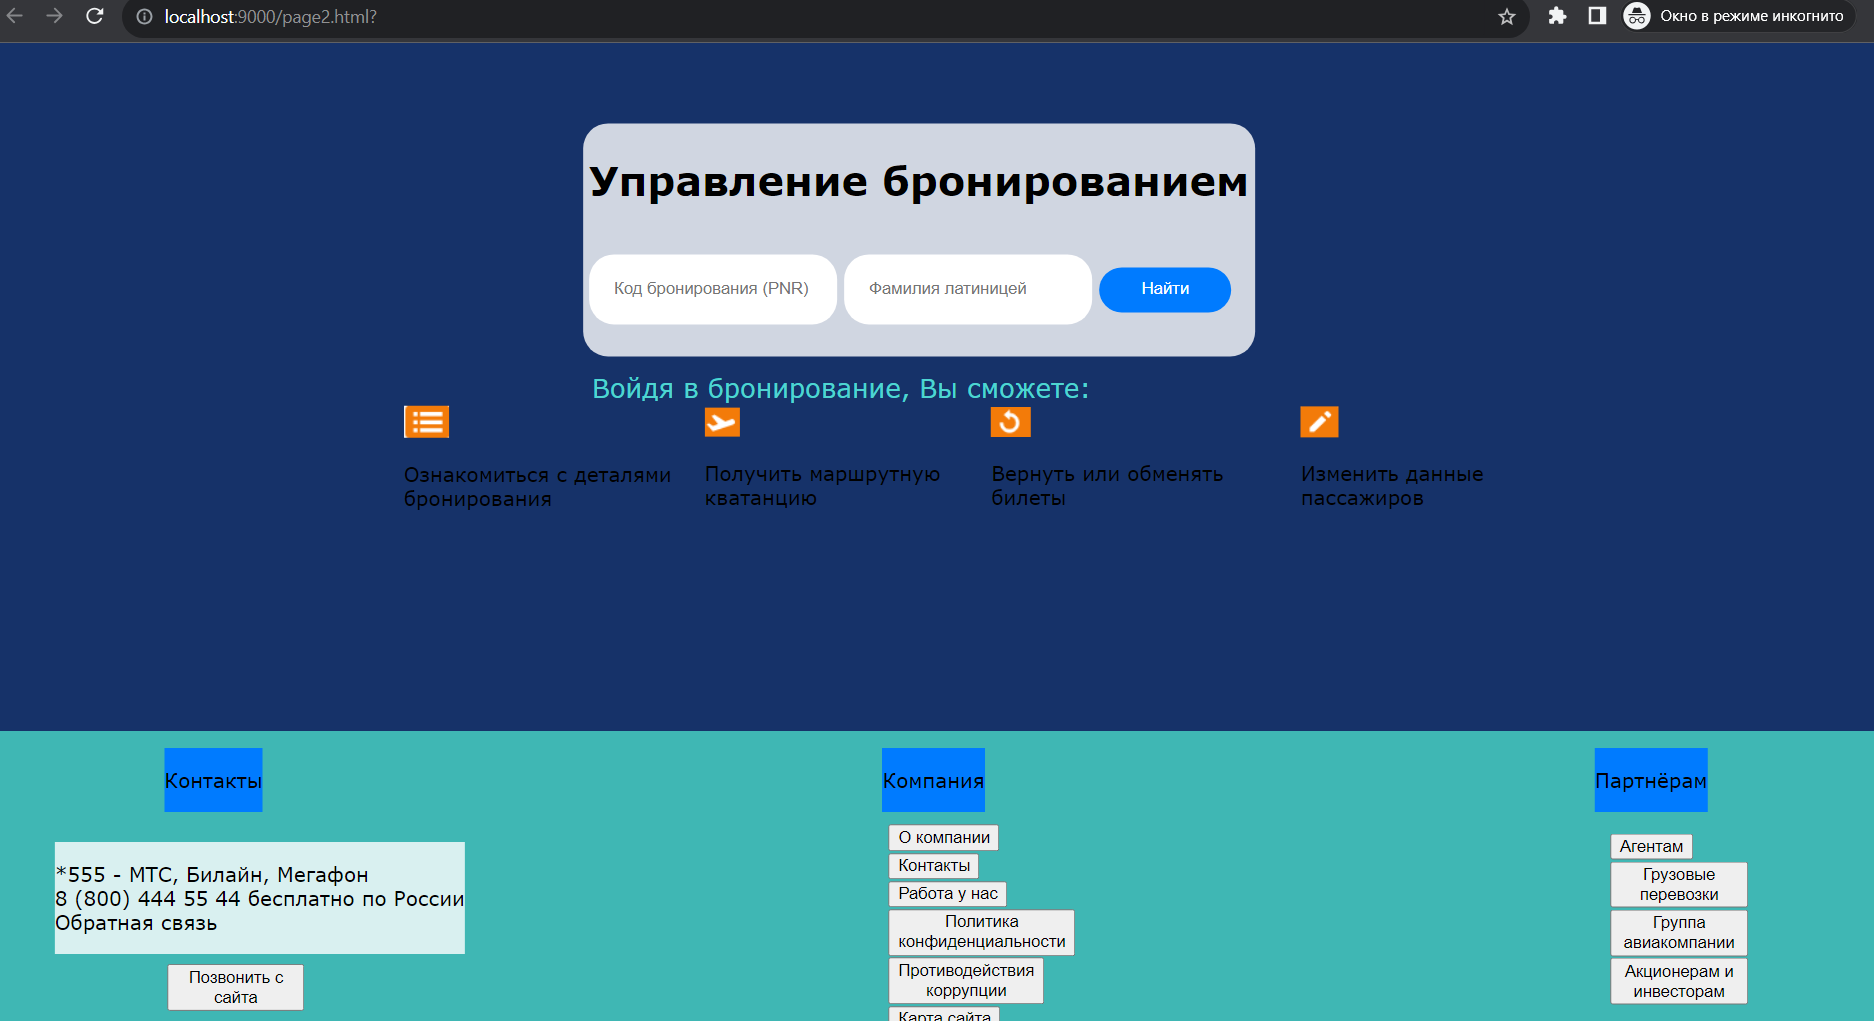 localhost:9000/page2.html?
Окно в режиме инкогнито
Управление бронированием
Код бронирования (PNR)
Фамилия латиницей
Найти
Войдя в бронирование, Вы сможете:
Ознакомиться с деталями
бронирования
Получить маршрутную
кватанцию
Вернуть или обменять
билеты
Изменить данные
пассажиров
Контакты
*555 - МТС, Билайн, Мегафон
8 (800) 444 55 44 бесплатно по России
Обратная связь
Позвонить с
сайта
Компания
О компании
Контакты
Работа у нас
Политика
конфиденциальности
Противодействия
коррупции
Карта сайта
Партнёрам
Агентам
Грузовые
перевозки
Группа
авиакомпании
Акционерам и
инвесторам